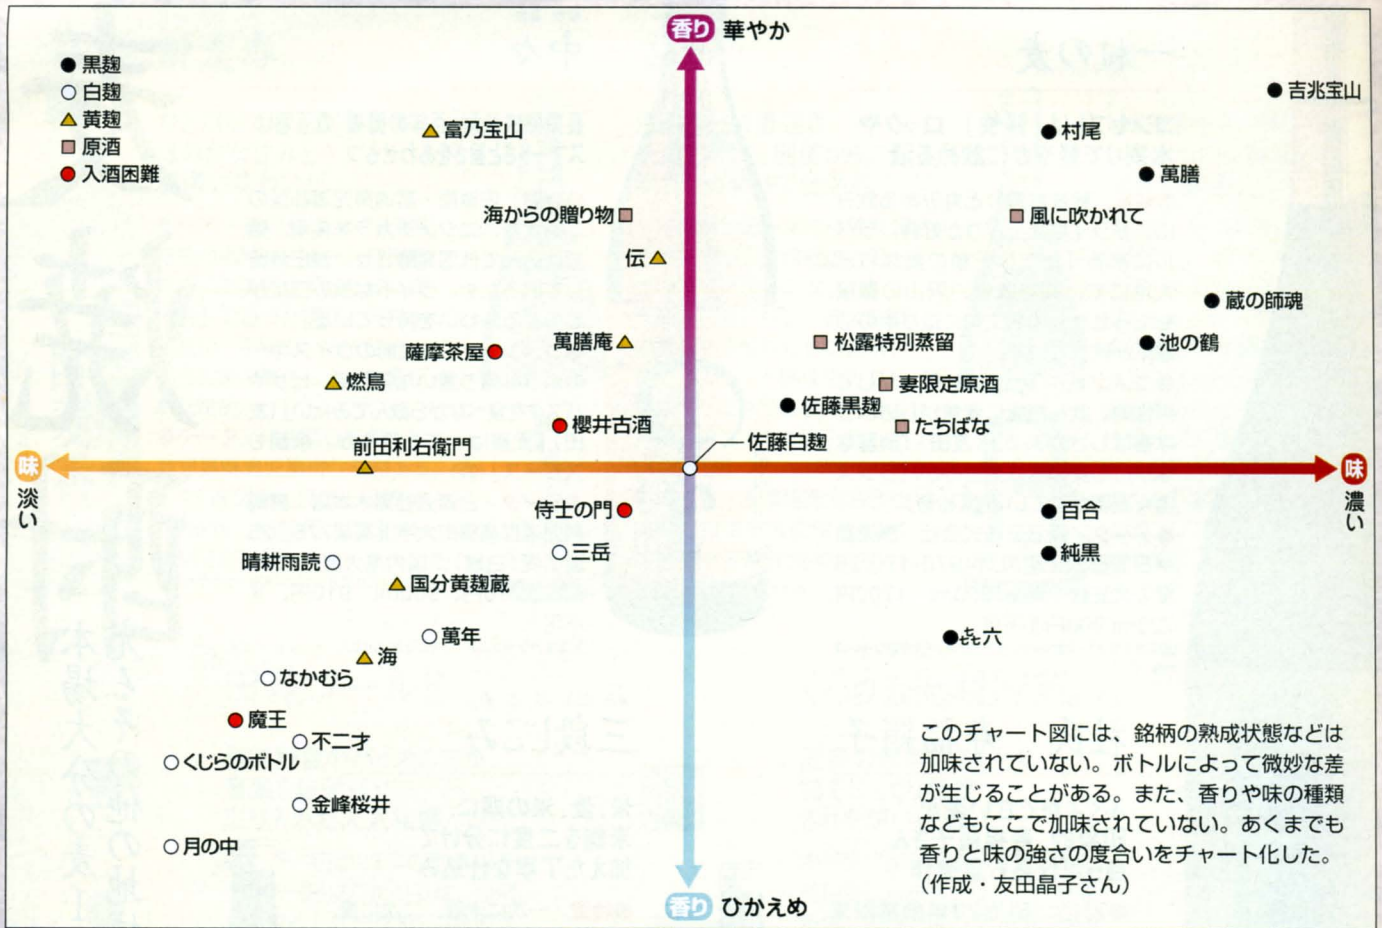 香り 華やか
黒麹
白麹
黄麹
原酒
入酒困難
吉兆宝山
富乃宝山
村尾
萬膳
海からの贈り物
風に吹かれて
伝
蔵の師魂
薩摩茶屋
萬膳庵
松露特別蒸留
池の鶴
燃島
妻限定原酒
佐藤黒麹
櫻井古酒
たちばな
前田利右衛門
佐藤白麹
味 淡い
味 濃い
侍士の門
百合
三岳
純黒
晴耕雨読
国分黄麹蔵
萬年
㐂六
海
なかむら
魔王
不二才
くじらのボトル
金峰桜井
月の中
このチャート図には、銘柄の熟成状態などは
加味されていない。ボトルによって微妙な差
が生じることがある。また、香りや味の種類
などもここで加味されていない。あくまでも
香りと味の強さの度合いをチャート化した。
（作成・友田晶子さん）
香り ひかえめ